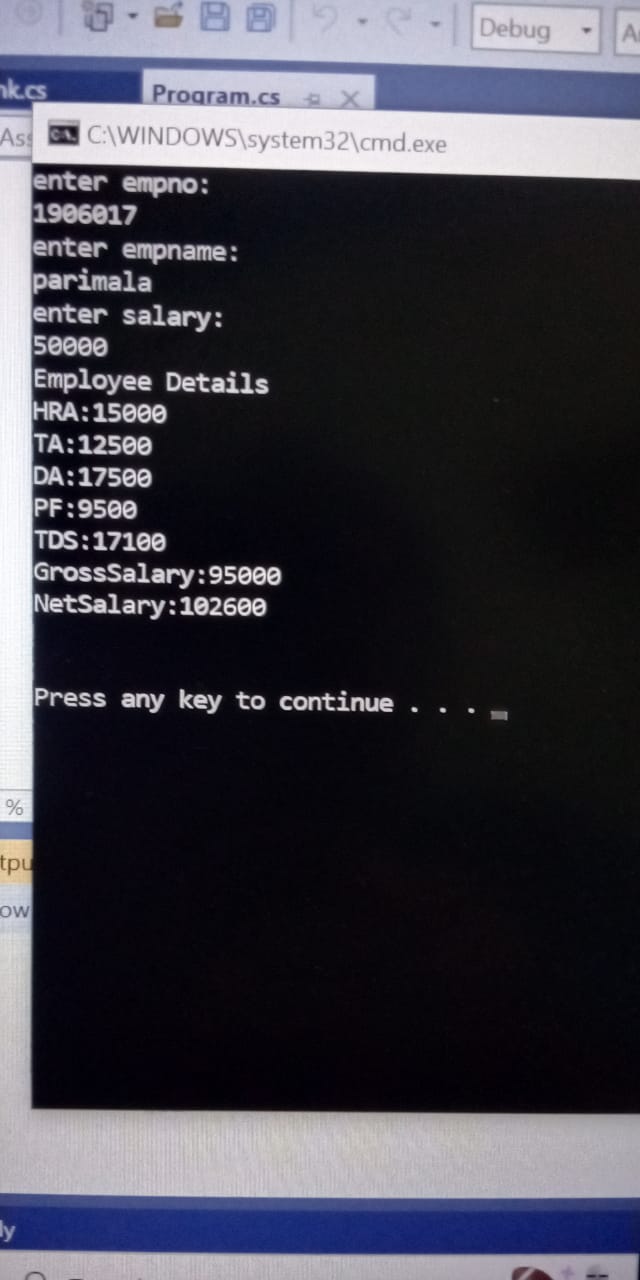 Debug
nk.cs
Program.cs
C:\WINDOWS\system32\cmd.exe
enter empno:
1906017
enter empname:
parimala
enter salary:
50000
Employee Details
HRA:15000
TA:12500
DA:17500
PF:9500
TDS:17100
GrossSalary:95000
NetSalary:102600
Press any key to continue . . .
%
tpu
ow
ly